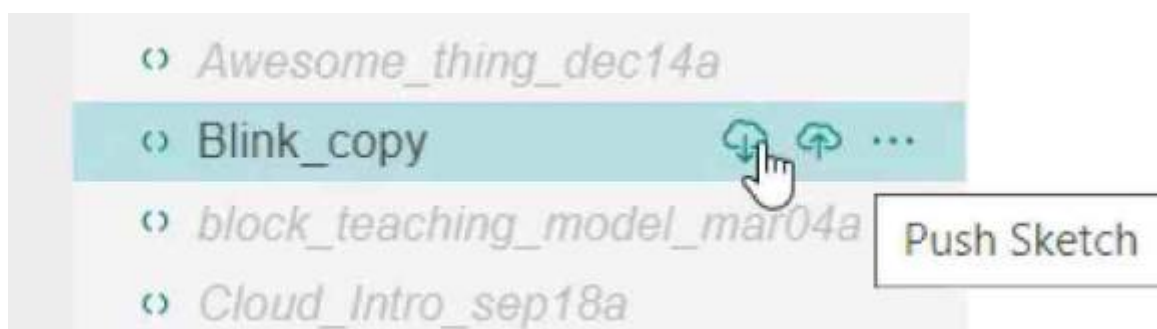 Awesome_thing_dec14a
Blink_copy
block_teaching_model_mar04a
Push Sketch
Cloud_Intro_sep18a